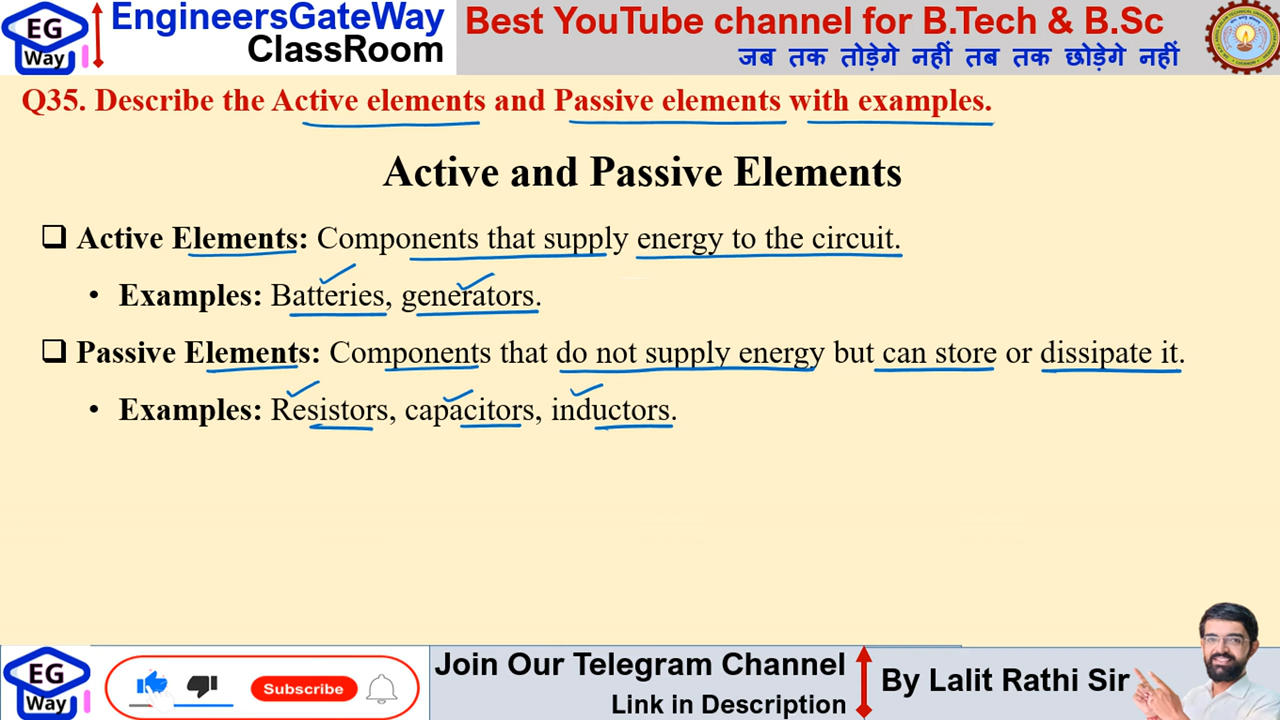 EG
Way
EngineersGateWay
ClassRoom
Best YouTube channel for B.Tech & B.Sc
जब तक तोड़ेगे नहीं तब तक छोड़ेगे नहीं
Q35. Describe the Active elements and Passive elements with examples.
Active and Passive Elements
❑ Active Elements: Components that supply energy to the circuit.
• Examples: Batteries, generators.
❑ Passive Elements: Components that do not supply energy but can store or dissipate it.
• Examples: Resistors, capacitors, inductors.
EG
Way
Subscribe
Join Our Telegram Channel
Link in Description
By Lalit Rathi Sir